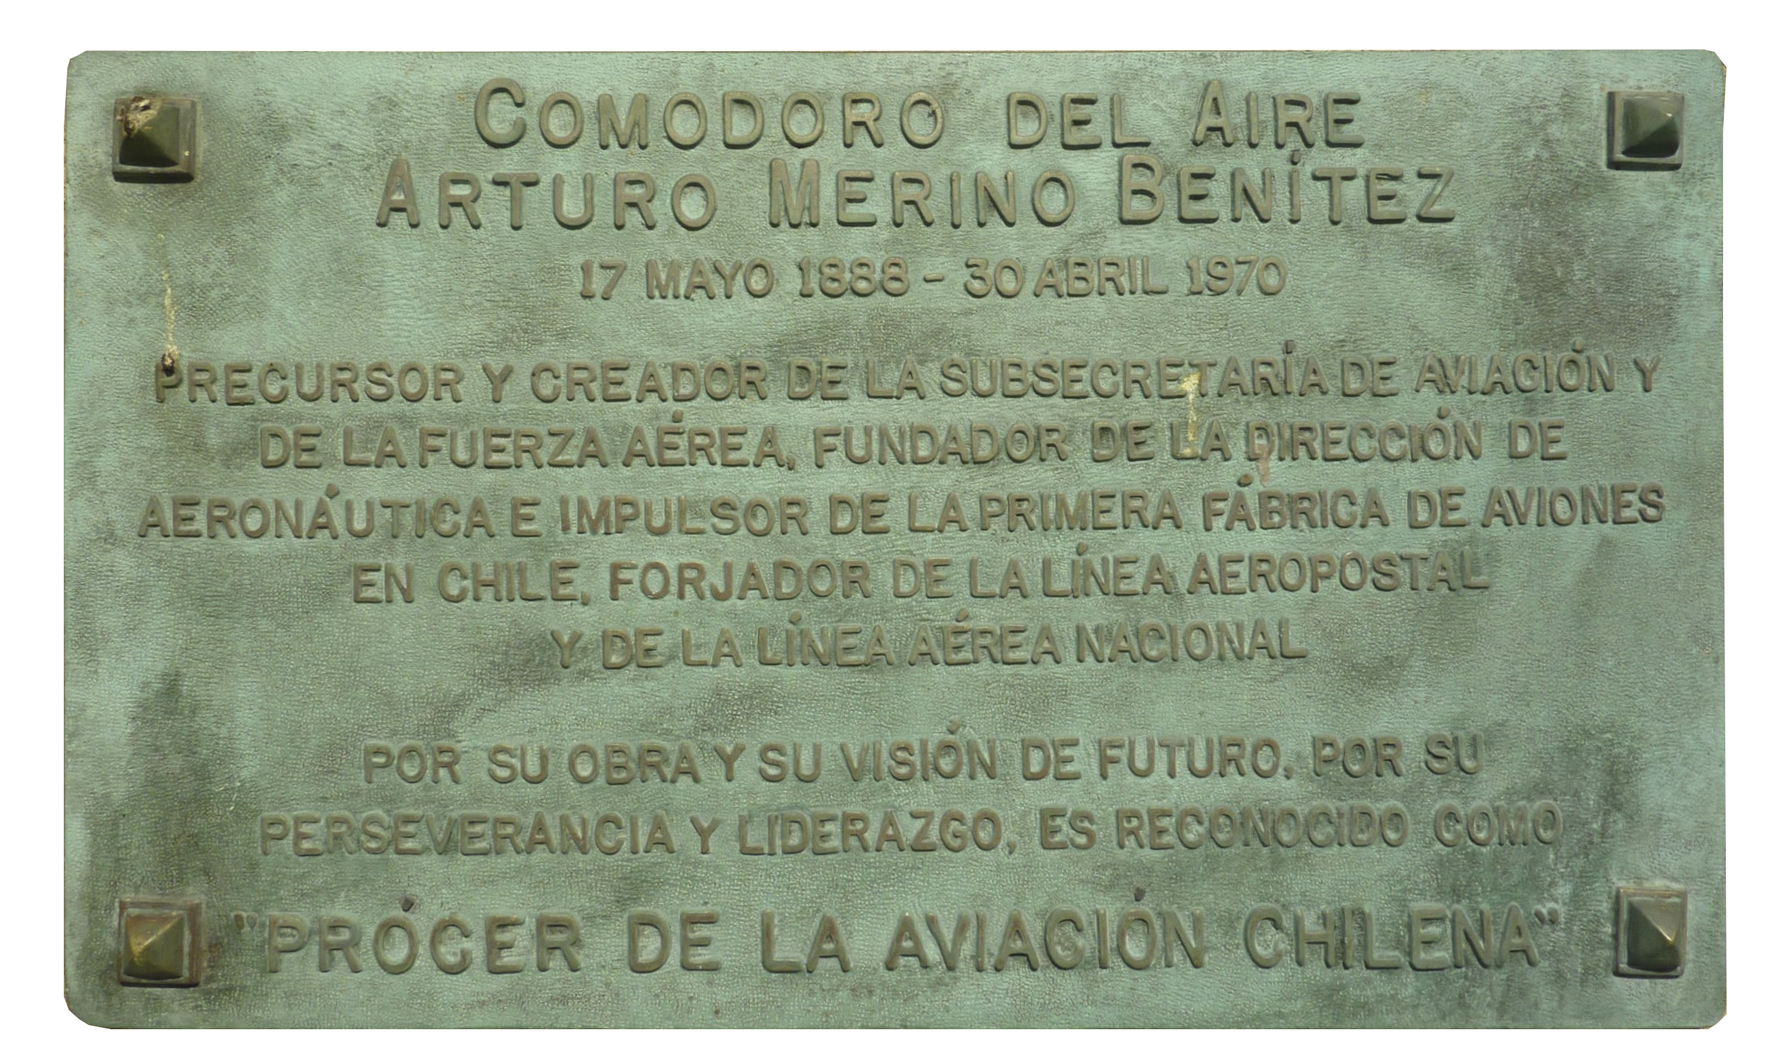 COMODORO DEL AIRE
ARTURO MERINO BENÍTEZ
17 MAYO 1888 - 30 ABRIL 1970
PRECURSOR Y CREADOR DE LA SUBSECRETARÍA DE AVIACIÓN Y
DE LA FUERZA AÉREA, FUNDADOR DE LA DIRECCIÓN DE
AERONÁUTICA E IMPULSOR DE LA PRIMERA FÁBRICA DE AVIONES
EN CHILE, FORJADOR DE LA LÍNEA AEROPOSTAL
Y DE LA LÍNEA AÉREA NACIONAL
POR SU OBRA Y SU VISIÓN DE FUTURO, POR SU
PERSEVERANCIA Y LIDERAZGO, ES RECONOCIDO COMO
"PRÓCER DE LA AVIACIÓN CHILENA"